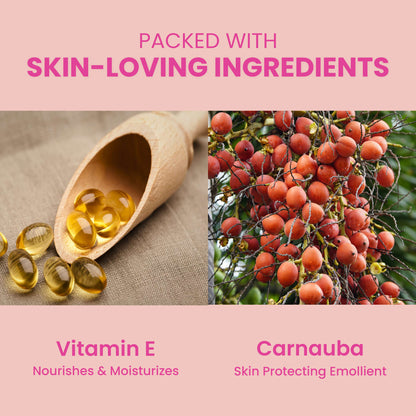 PACKED WITH
SKIN-LOVING INGREDIENTS
Vitamin E
Nourishes & Moisturizes
Carnauba
Skin Protecting Emollient